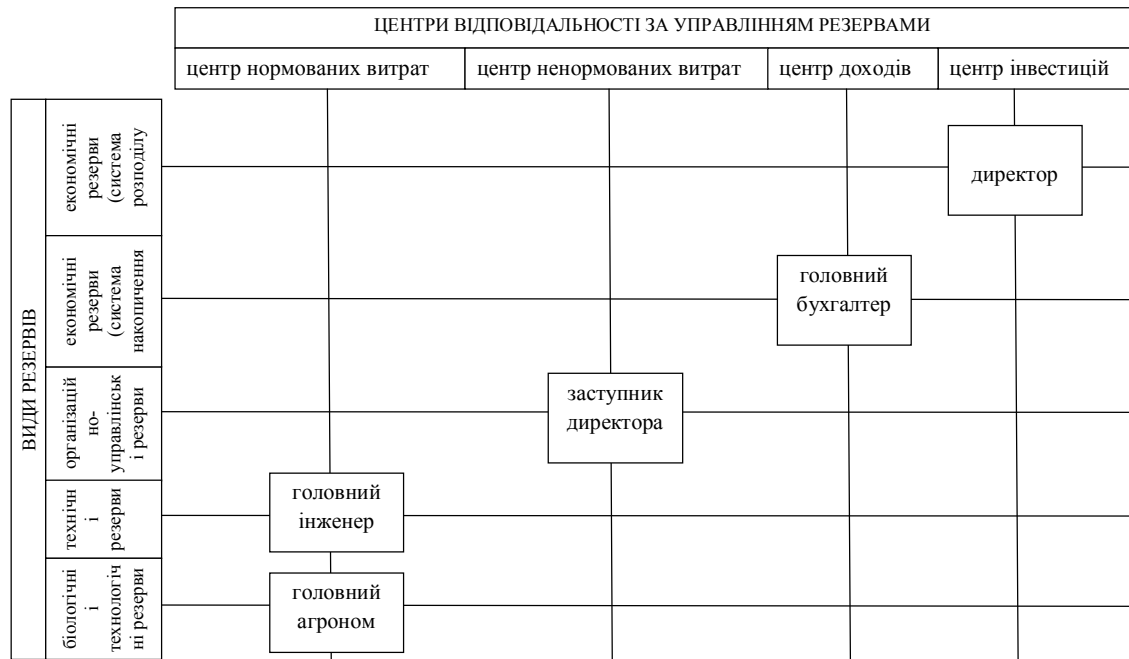 ЦЕНТРИ ВІДПОВІДАЛЬНОСТІ ЗА УПРАВЛІННЯМ РЕЗЕРВАМИ
центр нормованих витрат
центр ненормованих витрат
центр доходів
центр інвестицій
ВИДИ РЕЗЕРВІВ
економічні
резерви
(система
розподілу
директор
економічні
резерви
(система
накопичення
головний
бухгалтер
організацій
но-
управлінськ
і резерви
заступник
директора
технічн
і
резерви
головний
інженер
біологічні
і
технологіч
ні резерви
головний
агроном